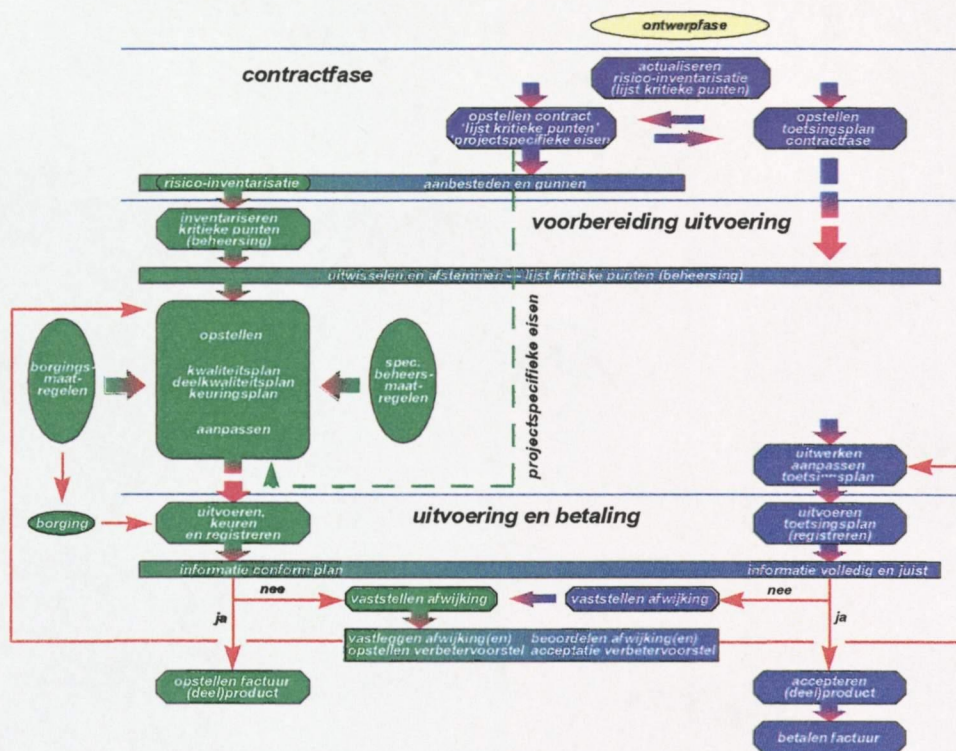 ontwerpfase
contractfase
actualiseren
risico-inventarisatie
(lijst kritieke punten)
opstellen contract
'lijst kritieke punten'
'projectspecifieke eisen
opstellen
toetsingsplan
contractfase
risico-inventarisatie
aanbesteden en gunnen
inventariseren
kritieke punten
(beheersing)
voorbereiding uitvoering
uitwisselen en afstemmen - - lijst kritieke punten (beheersing)
borgings-
maat-
regelen
opstellen
kwaliteitsplan
deelkwaliteitsplan
keuringsplan
aanpassen
spec.
beheers-
maat-
regelen
projectspecifieke eisen
uitwerken
aanpassen
toetsingsplan
borging
uitvoeren,
keuren
en registreren
uitvoering en betaling
uitvoeren
toetsingsplan
(registreren)
informatie conform plan
informatie volledig en juist
nee
vaststellen afwijking
vaststellen afwijking
nee
ja
ja
vastleggen afwijking(en)
opstellen verbetervoorstel
beoordelen afwijking(en)
acceptatie verbetervoorstel
opstellen factuur
(deel)product
accepteren
(deel)product
betalen factuur